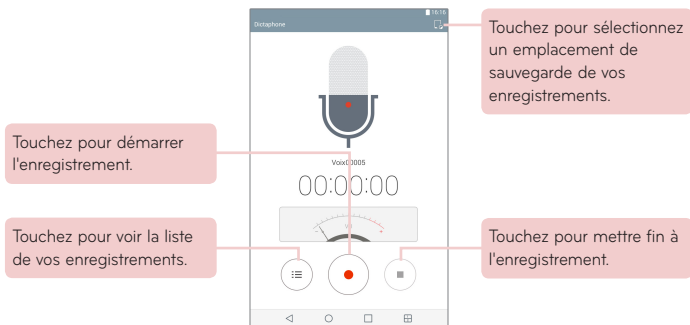 16:16
Dictaphone
Touchez pour sélectionnez
un emplacement de
sauvegarde de vos
enregistrements.
Touchez pour démarrer
l'enregistrement.
Voix00005
00:00:00
- VU +
Touchez pour voir la liste
de vos enregistrements.
Touchez pour mettre fin à
l'enregistrement.